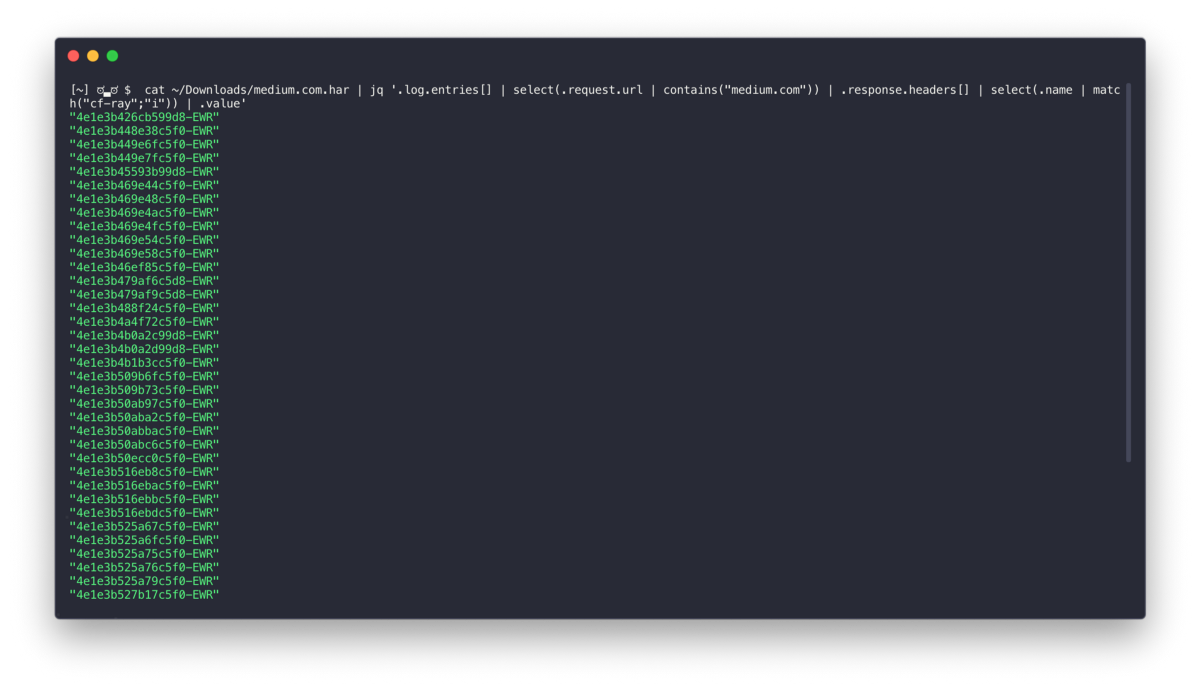 [~] ಠ_ಠ $  cat ~/Downloads/medium.com.har | jq '.log.entries[] | select(.request.url | contains("medium.com")) | .response.headers[] | select(.name | matc
h("cf-ray";"i")) | .value'
"4e1e3b426cb599d8-EWR"
"4e1e3b448e38c5f0-EWR"
"4e1e3b449e6fc5f0-EWR"
"4e1e3b449e7fc5f0-EWR"
"4e1e3b45593b99d8-EWR"
"4e1e3b469e44c5f0-EWR"
"4e1e3b469e48c5f0-EWR"
"4e1e3b469e4ac5f0-EWR"
"4e1e3b469e4fc5f0-EWR"
"4e1e3b469e54c5f0-EWR"
"4e1e3b469e58c5f0-EWR"
"4e1e3b46ef85c5f0-EWR"
"4e1e3b479af6c5d8-EWR"
"4e1e3b479af9c5d8-EWR"
"4e1e3b488f24c5f0-EWR"
"4e1e3b4a4f72c5f0-EWR"
"4e1e3b4b0a2c99d8-EWR"
"4e1e3b4b0a2d99d8-EWR"
"4e1e3b4b1b3cc5f0-EWR"
"4e1e3b509b6fc5f0-EWR"
"4e1e3b509b73c5f0-EWR"
"4e1e3b50ab97c5f0-EWR"
"4e1e3b50aba2c5f0-EWR"
"4e1e3b50abbac5f0-EWR"
"4e1e3b50abc6c5f0-EWR"
"4e1e3b50ecc0c5f0-EWR"
"4e1e3b516eb8c5f0-EWR"
"4e1e3b516ebac5f0-EWR"
"4e1e3b516ebbc5f0-EWR"
"4e1e3b516ebdc5f0-EWR"
"4e1e3b525a67c5f0-EWR"
"4e1e3b525a6fc5f0-EWR"
"4e1e3b525a75c5f0-EWR"
"4e1e3b525a76c5f0-EWR"
"4e1e3b525a79c5f0-EWR"
"4e1e3b527b17c5f0-EWR"